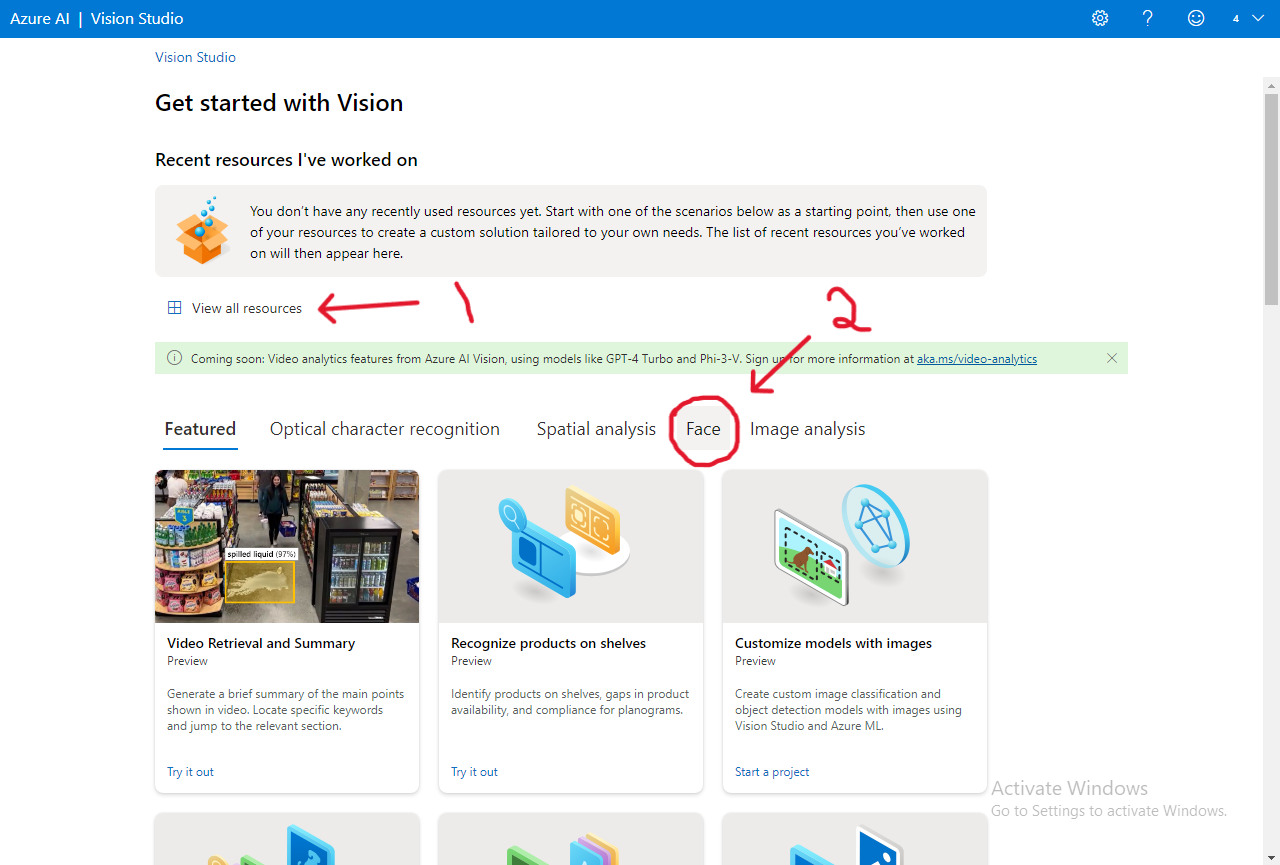 Azure AI | Vision Studio
4
Vision Studio
Get started with Vision
Recent resources I've worked on
You don't have any recently used resources yet. Start with one of the scenarios below as a starting point, then use one
of your resources to create a custom solution tailored to your own needs. The list of recent resources you've worked
on will then appear here.
View all resources
1
2
Coming soon: Video analytics features from Azure AI Vision, using models like GPT-4 Turbo and Phi-3-V. Sign up for more information at aka.ms/video-analytics
Featured Optical character recognition Spatial analysis Face Image analysis
AISLE
3
spilled liquid (97%)
Video Retrieval and Summary
Preview
Generate a brief summary of the main points
shown in video. Locate specific keywords
and jump to the relevant section.
Try it out
Recognize products on shelves
Preview
Identify products on shelves, gaps in product
availability, and compliance for planograms.
Try it out
Customize models with images
Preview
Create custom image classification and
object detection models with images using
Vision Studio and Azure ML.
Start a project
Activate Windows
Go to Settings to activate Windows.